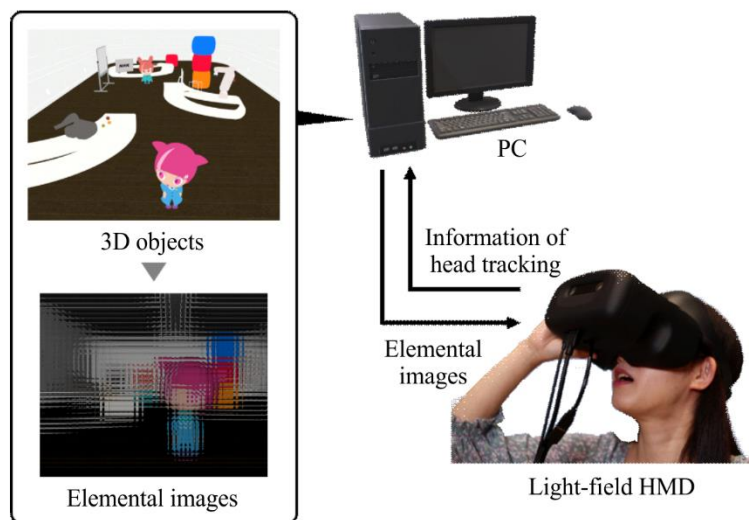 3D objects
Elemental images
PC
Information of
head tracking
Elemental
images
Light-field HMD